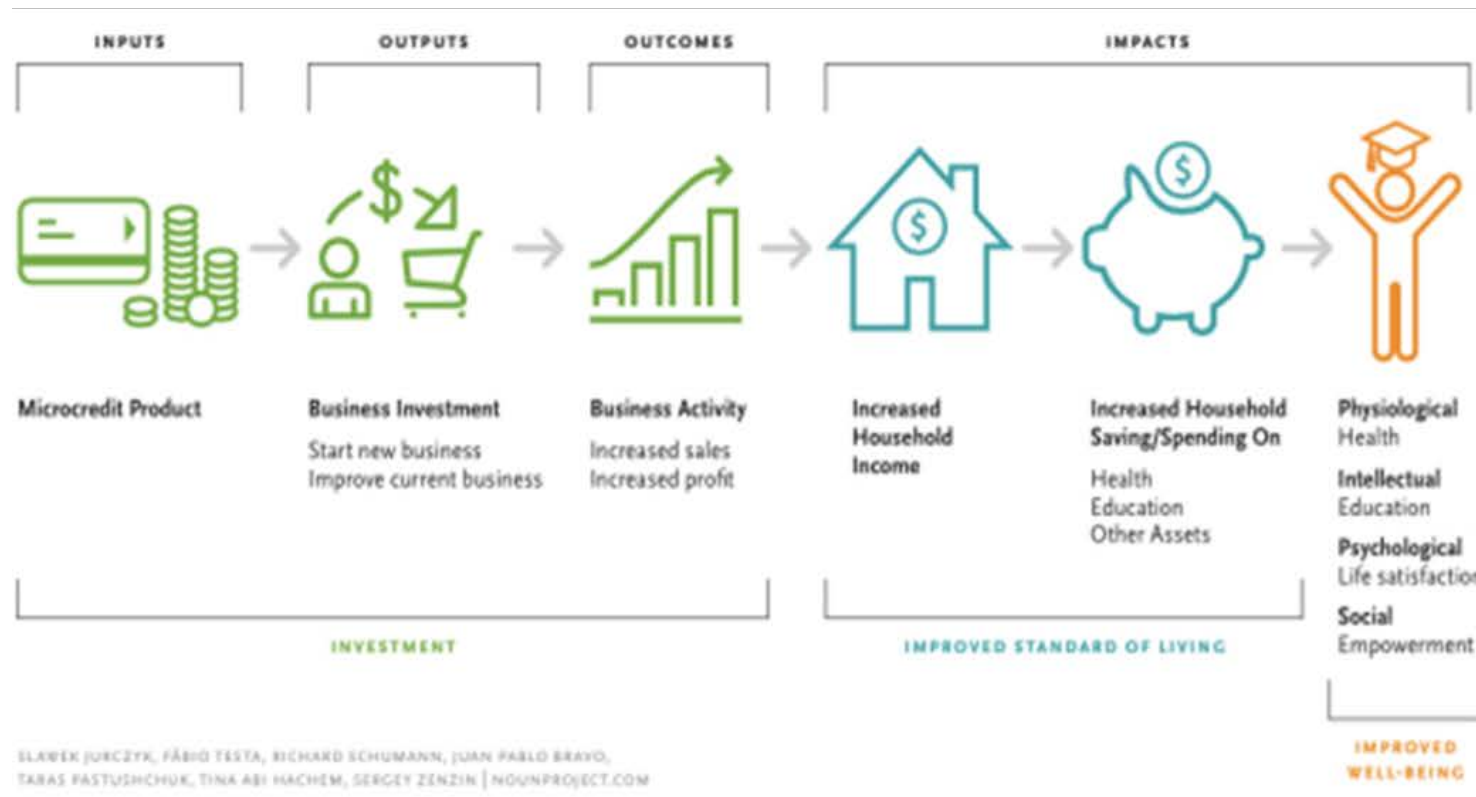 INPUTS
OUTPUTS
OUTCOMES
IMPACTS
$
$
$
Microcredit Product
Business Investment
Start new business
Improve current business
Business Activity
Increased sales
Increased profit
Increased
Household
Income
Increased Household
Saving/Spending On
Health
Education
Other Assets
Physiological
Health
Intellectual
Education
Psychological
Life satisfaction
Social
Empowerment
INVESTMENT
IMPROVED STANDARD OF LIVING
IMPROVED
WELL-BEING
SLAWEK JURCZYK, FÁBIO TESTA, RICHARD SCHUMANN, JUAN PABLO BRAVO,
TARAS PASTUSHCHUK, TINA ABI HACHEM, SERGEY ZENZIN | NOUNPROJECT.COM